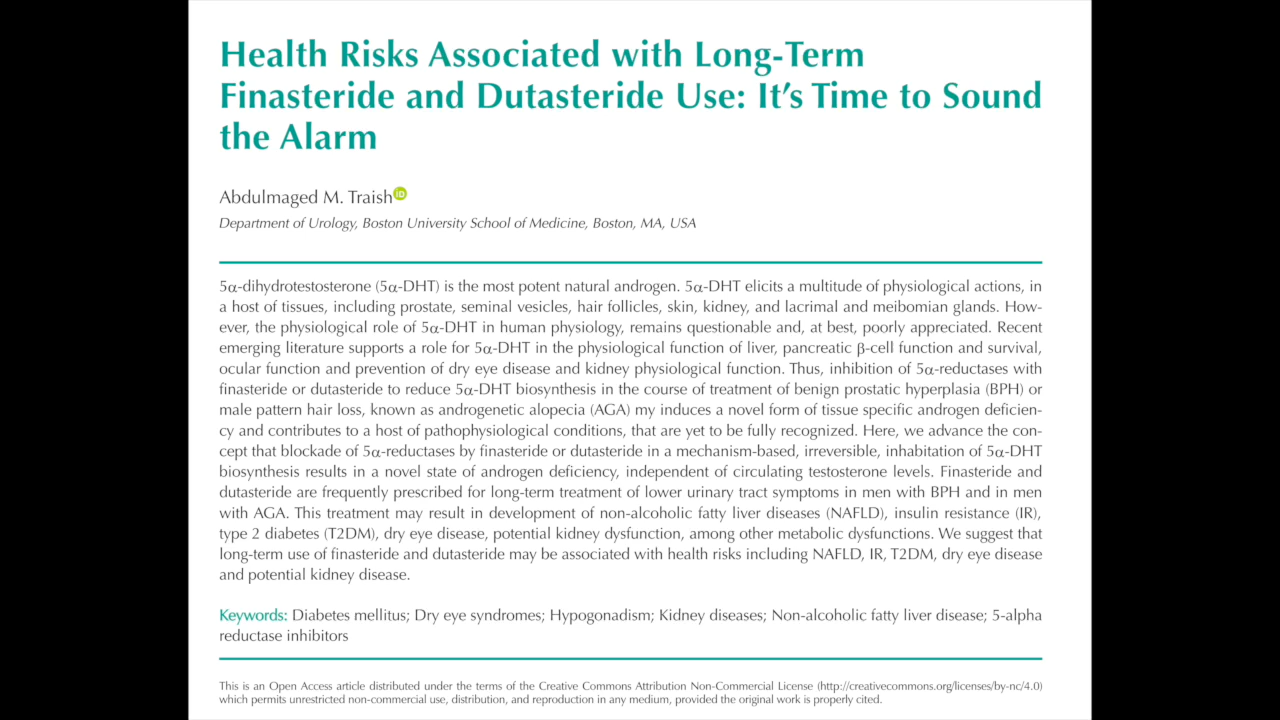 Health Risks Associated with Long-Term
Finasteride and Dutasteride Use: It’s Time to Sound
the Alarm
Abdulmaged M. Traish iD
Department of Urology, Boston University School of Medicine, Boston, MA, USA
5α-dihydrotestosterone (5α-DHT) is the most potent natural androgen. 5α-DHT elicits a multitude of physiological actions, in
a host of tissues, including prostate, seminal vesicles, hair follicles, skin, kidney, and lacrimal and meibomian glands. How-
ever, the physiological role of 5α-DHT in human physiology, remains questionable and, at best, poorly appreciated. Recent
emerging literature supports a role for 5α-DHT in the physiological function of liver, pancreatic β-cell function and survival,
ocular function and prevention of dry eye disease and kidney physiological function. Thus, inhibition of 5α-reductases with
finasteride or dutasteride to reduce 5α-DHT biosynthesis in the course of treatment of benign prostatic hyperplasia (BPH) or
male pattern hair loss, known as androgenetic alopecia (AGA) my induces a novel form of tissue specific androgen deficien-
cy and contributes to a host of pathophysiological conditions, that are yet to be fully recognized. Here, we advance the con-
cept that blockade of 5α-reductases by finasteride or dutasteride in a mechanism-based, irreversible, inhabitation of 5α-DHT
biosynthesis results in a novel state of androgen deficiency, independent of circulating testosterone levels. Finasteride and
dutasteride are frequently prescribed for long-term treatment of lower urinary tract symptoms in men with BPH and in men
with AGA. This treatment may result in development of non-alcoholic fatty liver diseases (NAFLD), insulin resistance (IR),
type 2 diabetes (T2DM), dry eye disease, potential kidney dysfunction, among other metabolic dysfunctions. We suggest that
long-term use of finasteride and dutasteride may be associated with health risks including NAFLD, IR, T2DM, dry eye disease
and potential kidney disease.
Keywords: Diabetes mellitus; Dry eye syndromes; Hypogonadism; Kidney diseases; Non-alcoholic fatty liver disease; 5-alpha
reductase inhibitors
This is an Open Access article distributed under the terms of the Creative Commons Attribution Non-Commercial License (http://creativecommons.org/licenses/by-nc/4.0)
which permits unrestricted non-commercial use, distribution, and reproduction in any medium, provided the original work is properly cited.